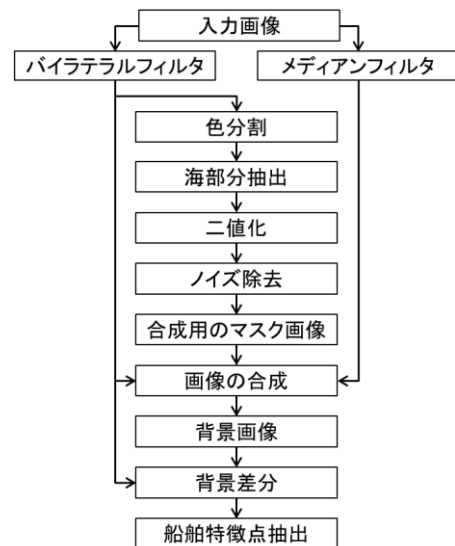 入力画像
バイラテラルフィルタ
メディアンフィルタ
色分割
海部分抽出
二値化
ノイズ除去
合成用のマスク画像
画像の合成
背景画像
背景差分
船舶特徴点抽出